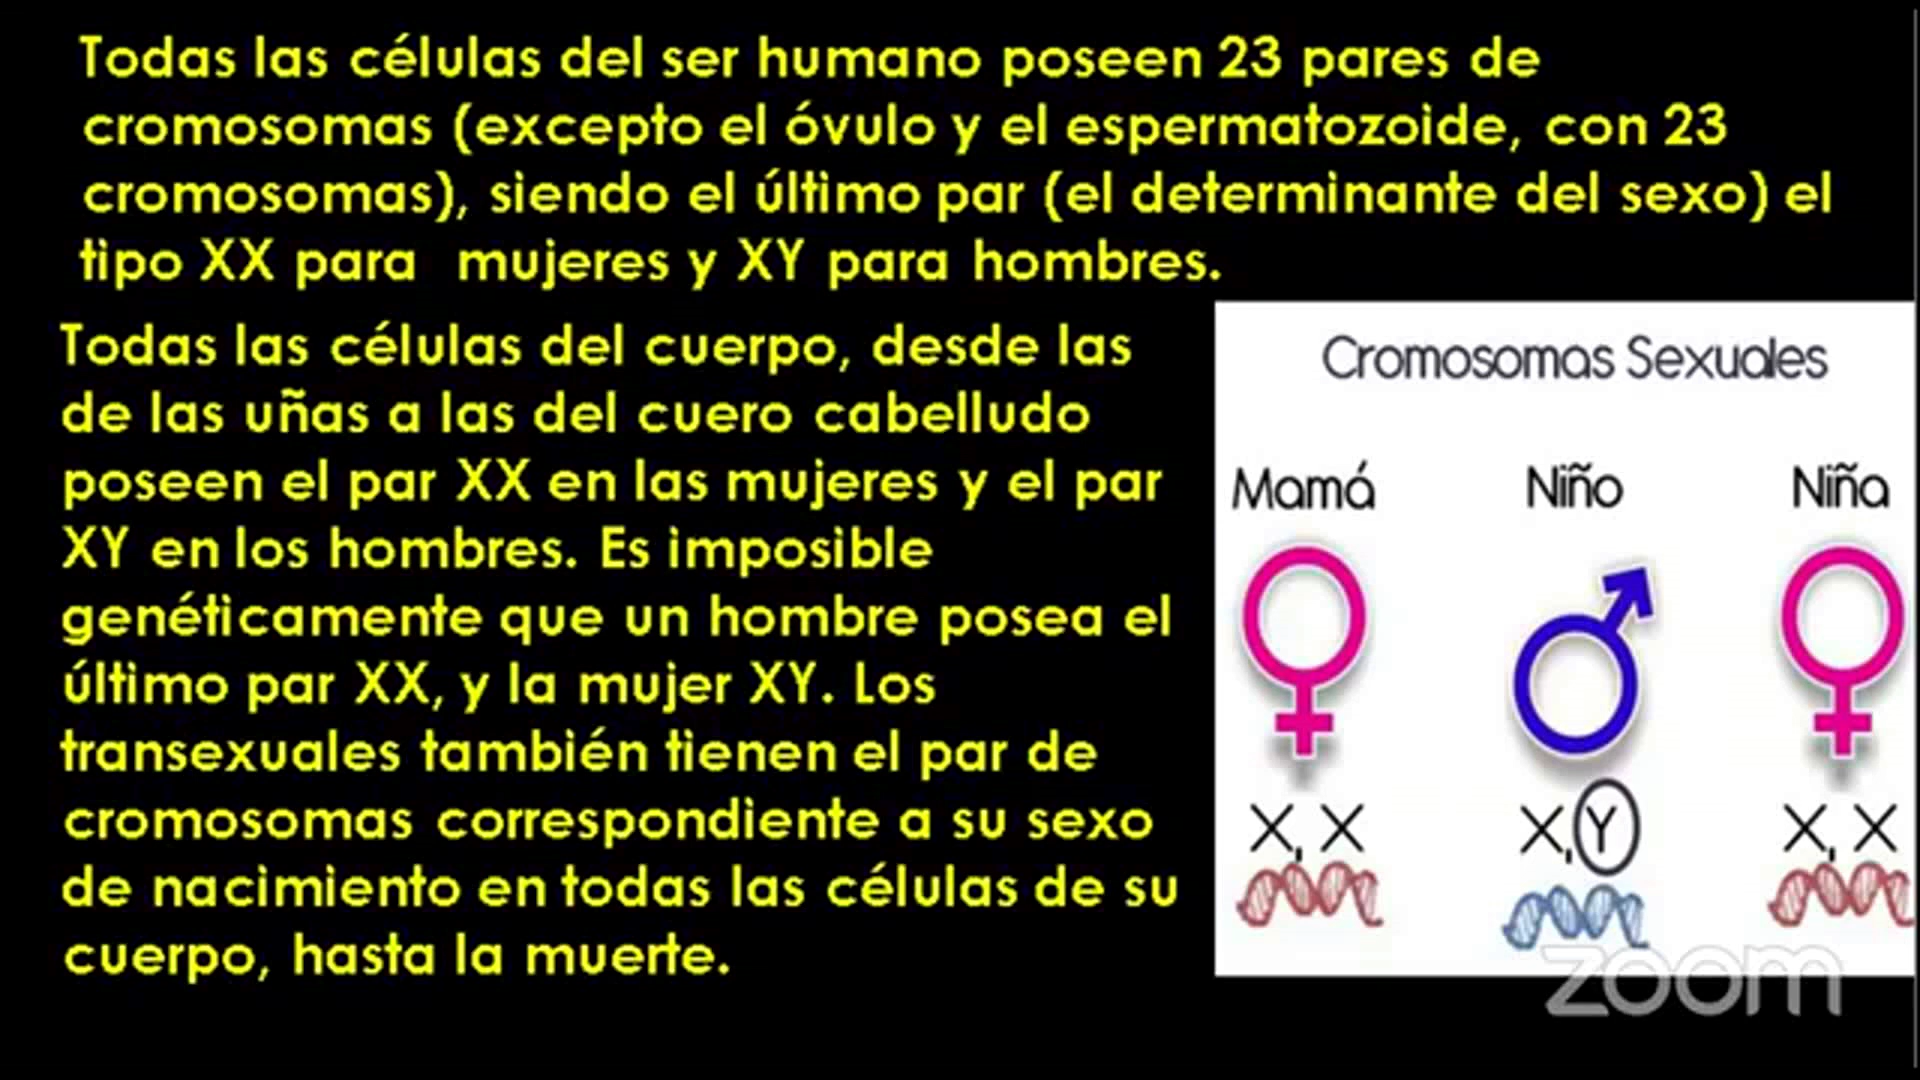 Todas las células del ser humano poseen 23 pares de
cromosomas (excepto el óvulo y el espermatozoide, con 23
cromosomas), siendo el último par (el determinante del sexo) el
tipo XX para mujeres y XY para hombres.
Todas las células del cuerpo, desde las
de las uñas a las del cuero cabelludo
poseen el par XX en las mujeres y el par
XY en los hombres. Es imposible
genéticamente que un hombre posea el
último par XX, y la mujer XY. Los
transexuales también tienen el par de
cromosomas correspondiente a su sexo
de nacimiento en todas las células de su
cuerpo, hasta la muerte.
Cromosomas Sexuales
Mamá Niño Niña
X, X X, Y X, X
zoom